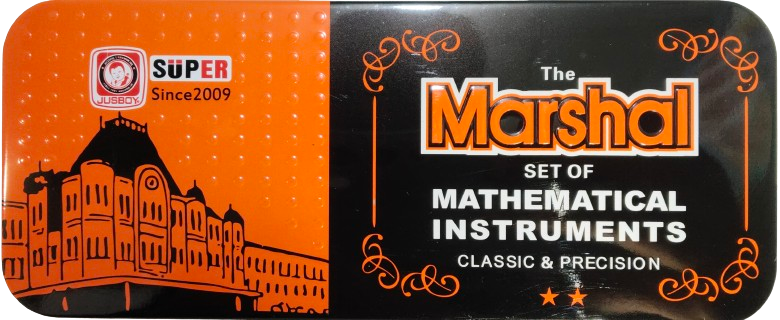 SÜPER
Since2009
JUSBOY
The
Marshal
SET OF
MATHEMATICAL
INSTRUMENTS
CLASSIC & PRECISION